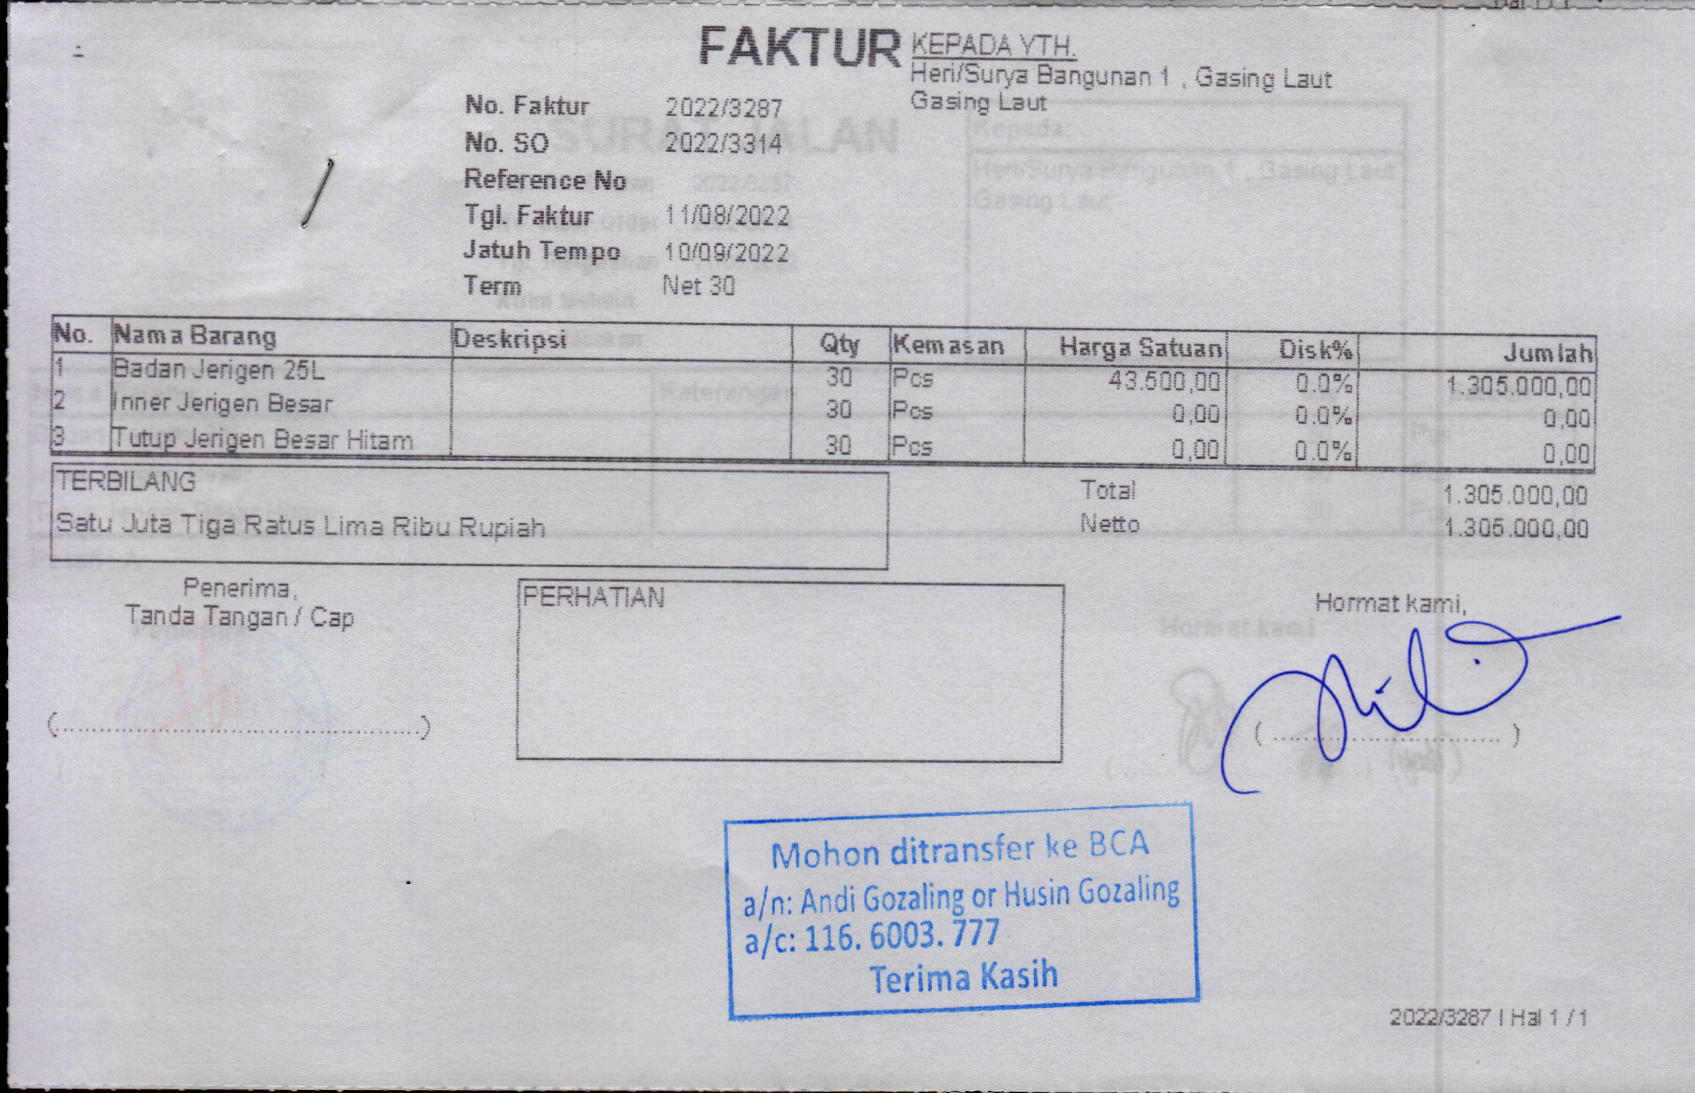 FAKTUR
KEPADA YTH.
Heri/Surya Bangunan 1 , Gasing Laut
Gasing Laut
No. Faktur 2022/3287
No. SO 2022/3314
Reference No
Tgl. Faktur 11/08/2022
Jatuh Tempo 10/09/2022
Term Net 30
No. Nama Barang Deskripsi Qty Kemasan Harga Satuan Disk% Jumlah
1 Badan Jerigen 25L 30 Pcs 43.500,00 0.0% 1.305.000,00
2 Inner Jerigen Besar 30 Pcs 0,00 0.0% 0,00
3 Tutup Jerigen Besar Hitam 30 Pcs 0,00 0.0% 0,00
TERBILANG
Satu Juta Tiga Ratus Lima Ribu Rupiah
Total 1.305.000,00
Netto 1.305.000,00
Penerima,
Tanda Tangan / Cap
(........................................................)
PERHATIAN
Hormat kami,
( ................................... )
Mohon ditransfer ke BCA
a/n: Andi Gozaling or Husin Gozaling
a/c: 116. 6003. 777
Terima Kasih
2022/3287 | Hal 1 / 1